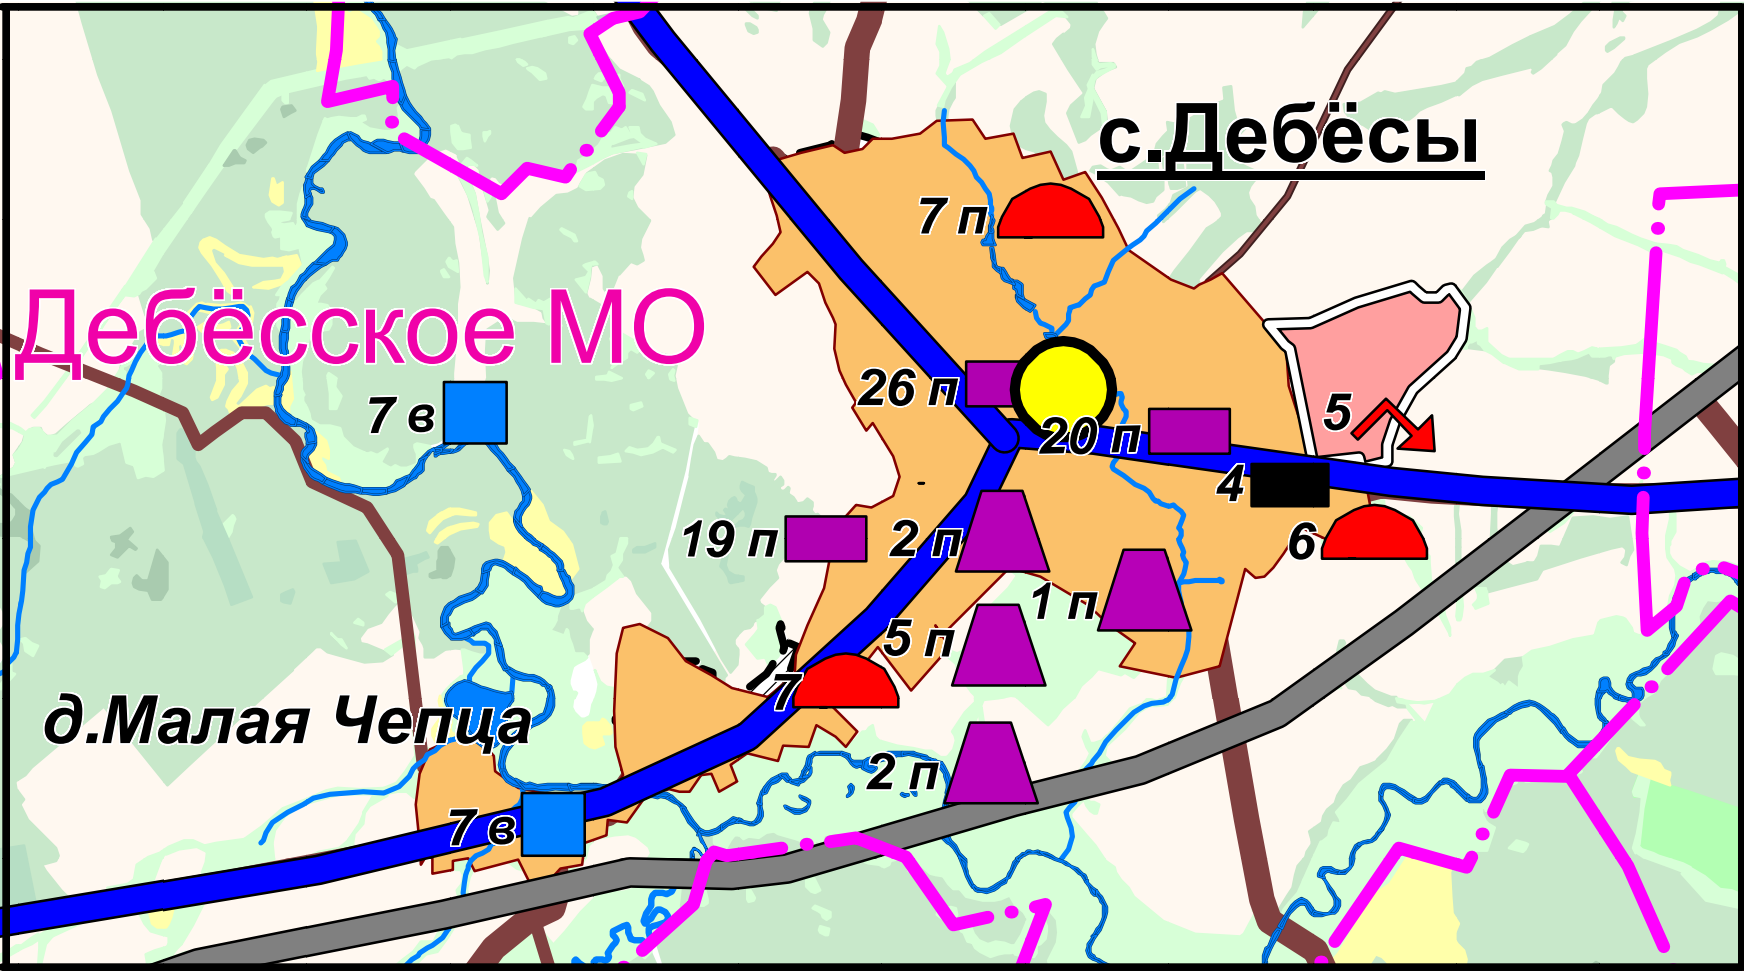 с.Дебёсы
7 п
Дебёсское МО
26 п
7 в
5
20 п
4
19 п
2 п
6
1 п
5 п
7
д.Малая Чепца
2 п
7 в